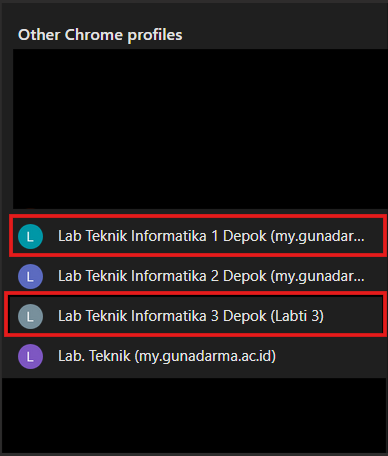 Other Chrome profiles
L Lab Teknik Informatika 1 Depok (my.gunadar...
L Lab Teknik Informatika 2 Depok (my.gunadar...
L Lab Teknik Informatika 3 Depok (Labti 3)
L Lab. Teknik (my.gunadarma.ac.id)